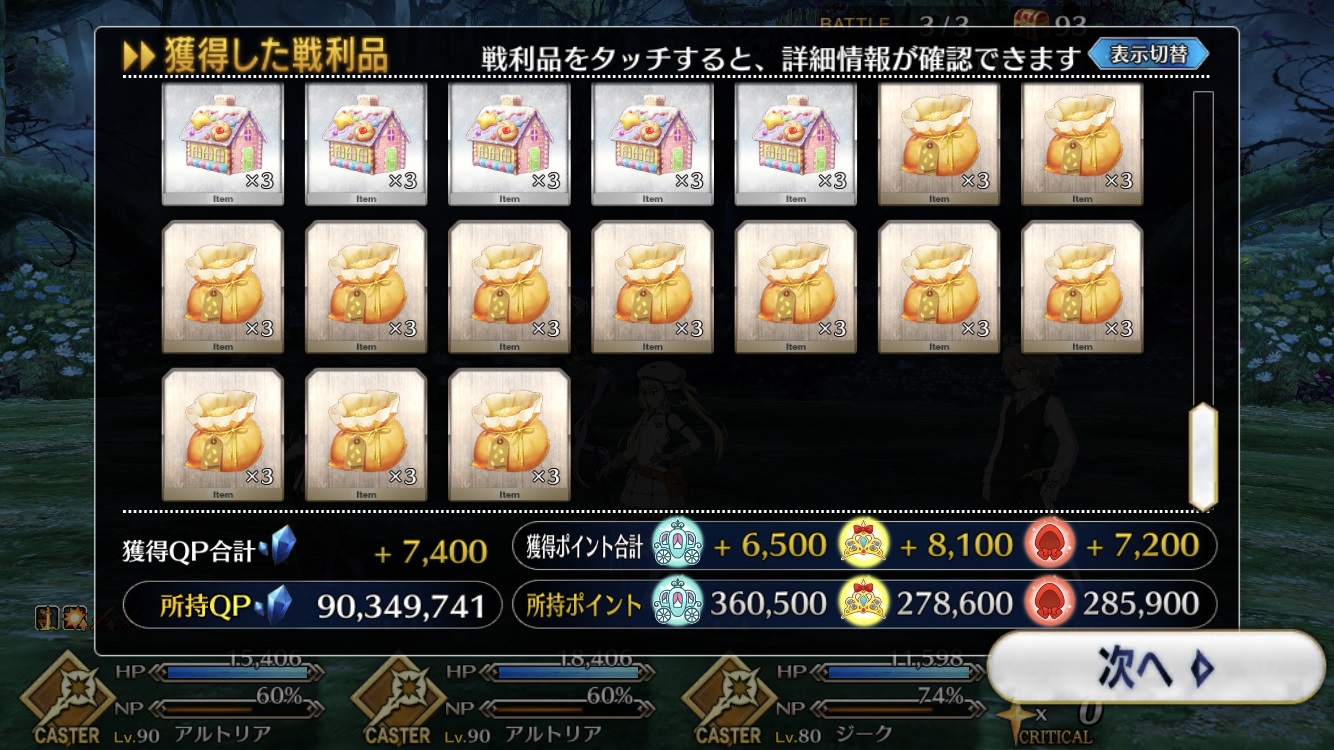 BATTLE 3/3 93
獲得した戦利品 戦利品をタッチすると、詳細情報が確認できます 表示切替
×3 ×3 ×3 ×3 ×3 ×3 ×3
Item Item Item Item Item Item Item
×3 ×3 ×3 ×3 ×3 ×3 ×3
Item Item Item Item Item Item Item
×3 ×3 ×3
Item Item Item
獲得QP合計 + 7,400 獲得ポイント合計 + 6,500 + 8,100 + 7,200
所持QP 90,349,741 所持ポイント 360,500 278,600 285,900
次へ
HP 15,406 HP 18,406 HP 11,598
NP 60% NP 60% NP 74%
CASTER Lv.90 アルトリア CASTER Lv.90 アルトリア CASTER Lv.80 ジーク
x 0
CRITICAL